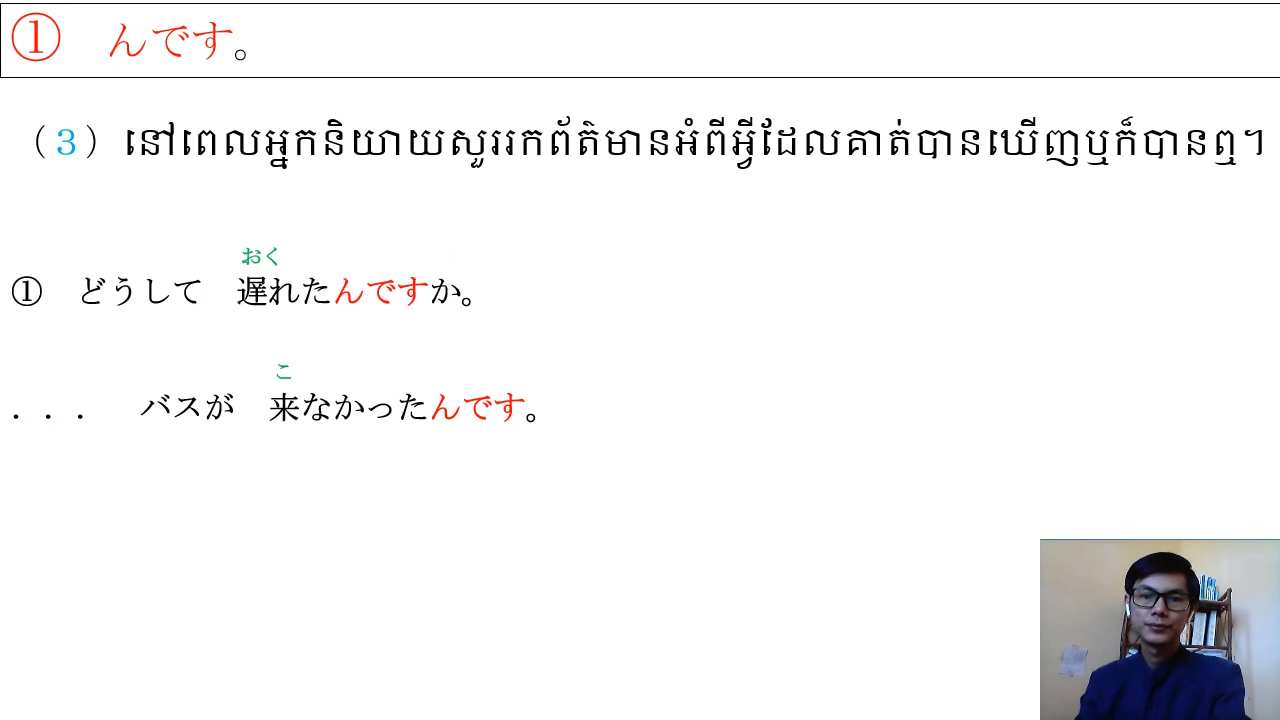 ① んです。
（３）នៅពេលអ្នកនិយាយសួររកព័ត៌មានអំពីអ្វីដែលគាត់បានឃើញឬក៏បានឮ។
おく
① どうして 遅れたんですか。
こ
．．． バスが 来なかったんです。